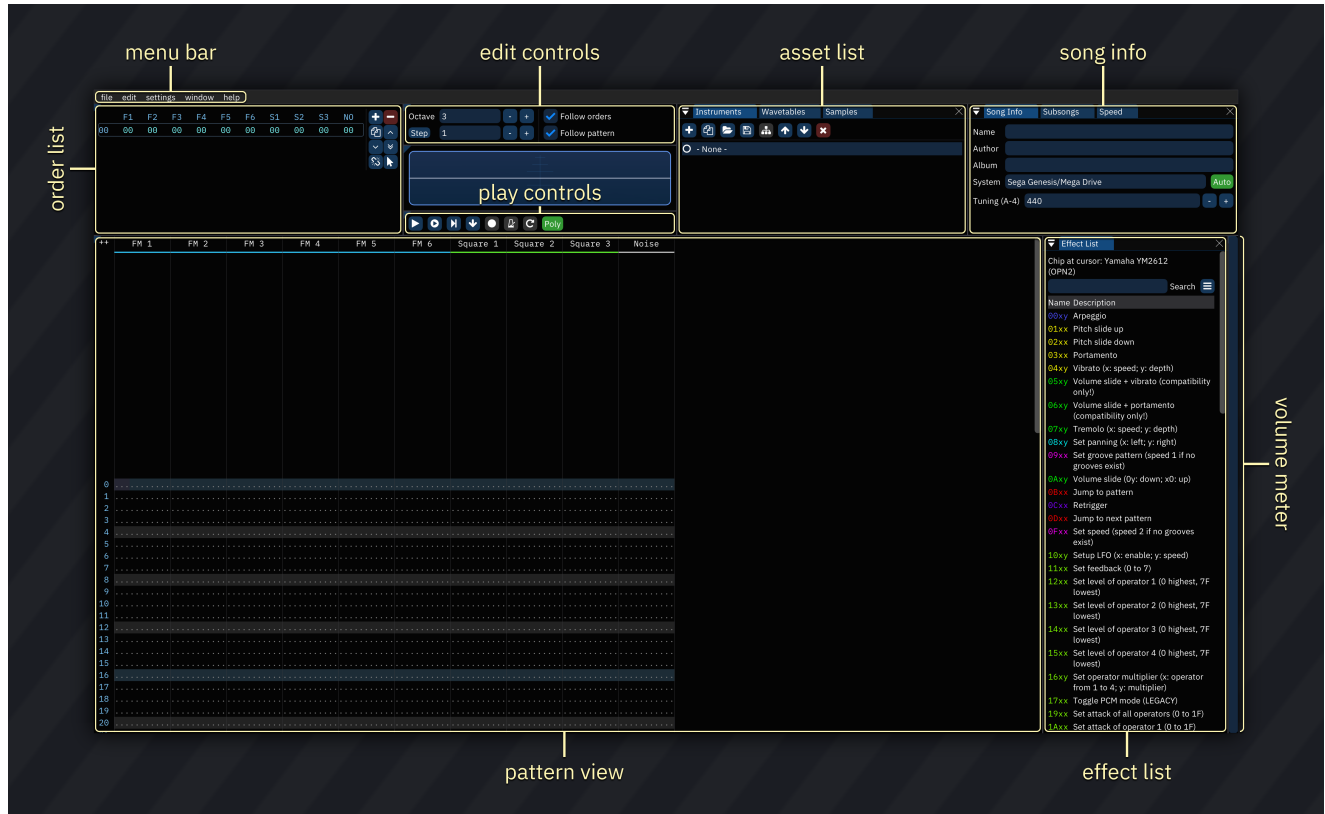 menu bar
edit controls
asset list
song info
order list
file edit settings window help
F1 F2 F3 F4 F5 F6 S1 S2 S3 NO
00 00 00 00 00 00 00 00 00 00 00
Octave 3 - + Follow orders
Step 1 - + Follow pattern
play controls
Poly
Instruments Wavetables Samples
- None -
Song Info Subsongs Speed
Name
Author
Album
System Sega Genesis/Mega Drive Auto
Tuning (A-4) 440 - +
++ FM 1 FM 2 FM 3 FM 4 FM 5 FM 6 Square 1 Square 2 Square 3 Noise
0
1
2
3
4
5
6
7
8
9
10
11
12
13
14
15
16
17
18
19
20
Effect List
Chip at cursor: Yamaha YM2612
(OPN2)
Search
Name Description
00xy Arpeggio
01xx Pitch slide up
02xx Pitch slide down
03xx Portamento
04xy Vibrato (x: speed; y: depth)
05xy Volume slide + vibrato (compatibility
only!)
06xy Volume slide + portamento
(compatibility only!)
07xy Tremolo (x: speed; y: depth)
08xy Set panning (x: left; y: right)
09xx Set groove pattern (speed 1 if no
grooves exist)
0Axy Volume slide (0y: down; x0: up)
0Bxx Jump to pattern
0Cxx Retrigger
0Dxx Jump to next pattern
0Fxx Set speed (speed 2 if no grooves
exist)
10xy Setup LFO (x: enable; y: speed)
11xx Set feedback (0 to 7)
12xx Set level of operator 1 (0 highest, 7F
lowest)
13xx Set level of operator 2 (0 highest, 7F
lowest)
14xx Set level of operator 3 (0 highest, 7F
lowest)
15xx Set level of operator 4 (0 highest, 7F
lowest)
16xy Set operator multiplier (x: operator
from 1 to 4; y: multiplier)
17xx Toggle PCM mode (LEGACY)
19xx Set attack of all operators (0 to 1F)
1Axx Set attack of operator 1 (0 to 1F)
volume meter
pattern view
effect list